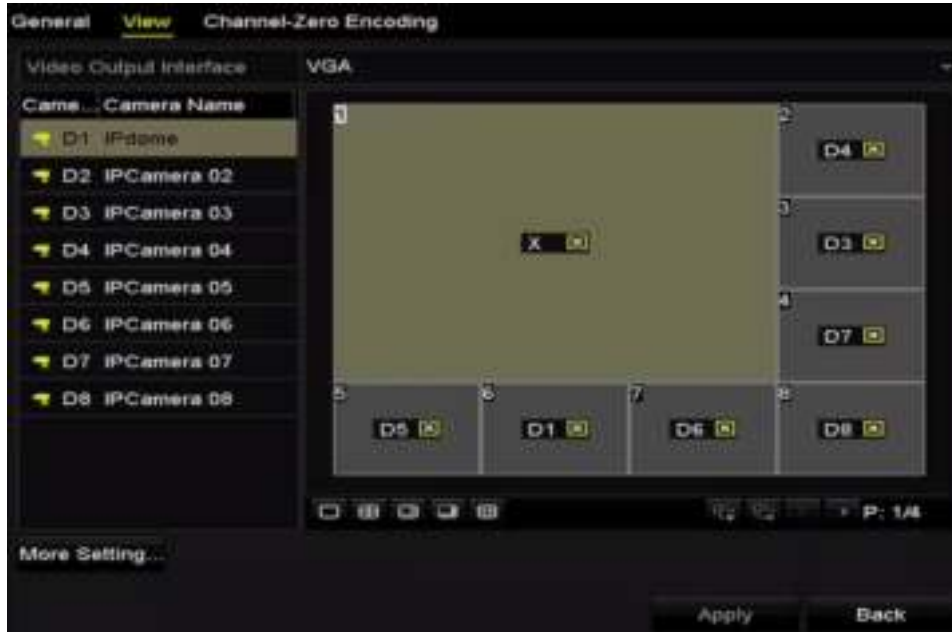 General View Channel-Zero Encoding
Video Output Interface VGA
Came... Camera Name
D1 IPdome
D2 IPCamera 02
D3 IPCamera 03
D4 IPCamera 04
D5 IPCamera 05
D6 IPCamera 06
D7 IPCamera 07
D8 IPCamera 08
1 2
D4
3
X D3
4
D7
5 6 7 8
D5 D1 D6 D8
P: 1/4
More Setting...
Apply Back